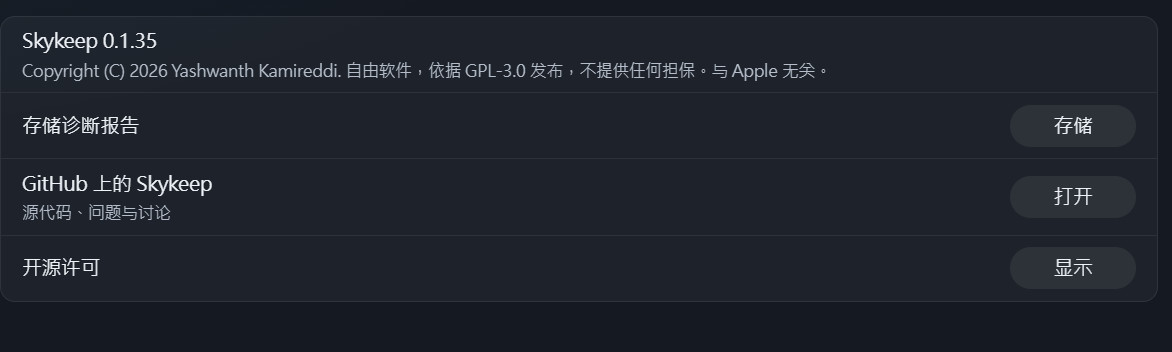 Skykeep 0.1.35
Copyright (C) 2026 Yashwanth Kamireddi. 自由软件，依据 GPL-3.0 发布，不提供任何担保。与 Apple 无关。
存储诊断报告
存储
GitHub 上的 Skykeep
源代码、问题与讨论
打开
开源许可
显示